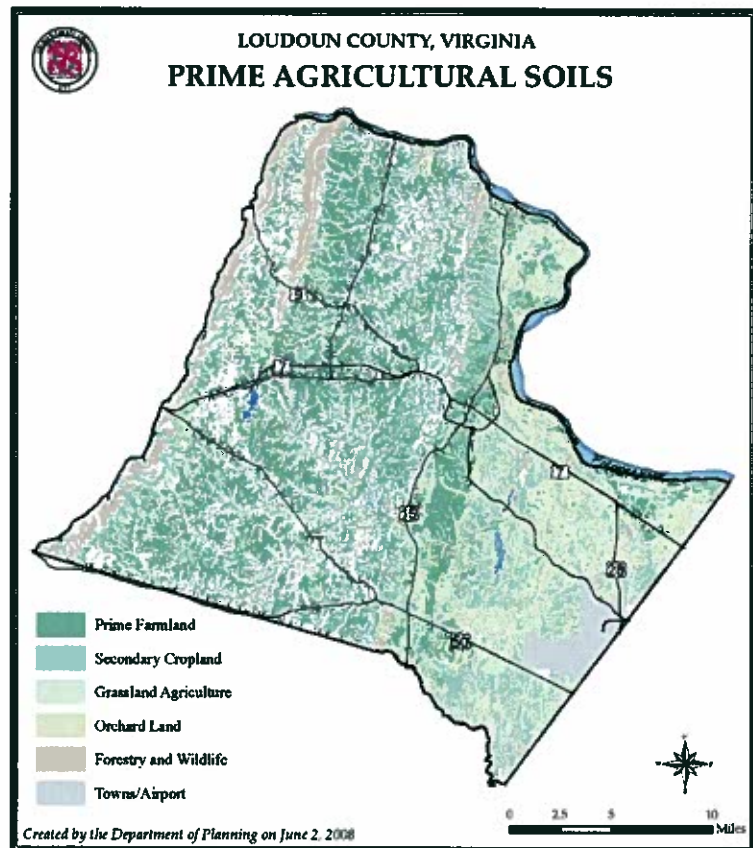 LOUDOUN COUNTY, VIRGINIA
PRIME AGRICULTURAL SOILS
9
7
7
15
28
50
Prime Farmland
Secondary Cropland
Grassland Agriculture
Orchard Land
Forestry and Wildlife
Towns/Airport
0 2.5 5 10
Miles
Created by the Department of Planning on June 2, 2008